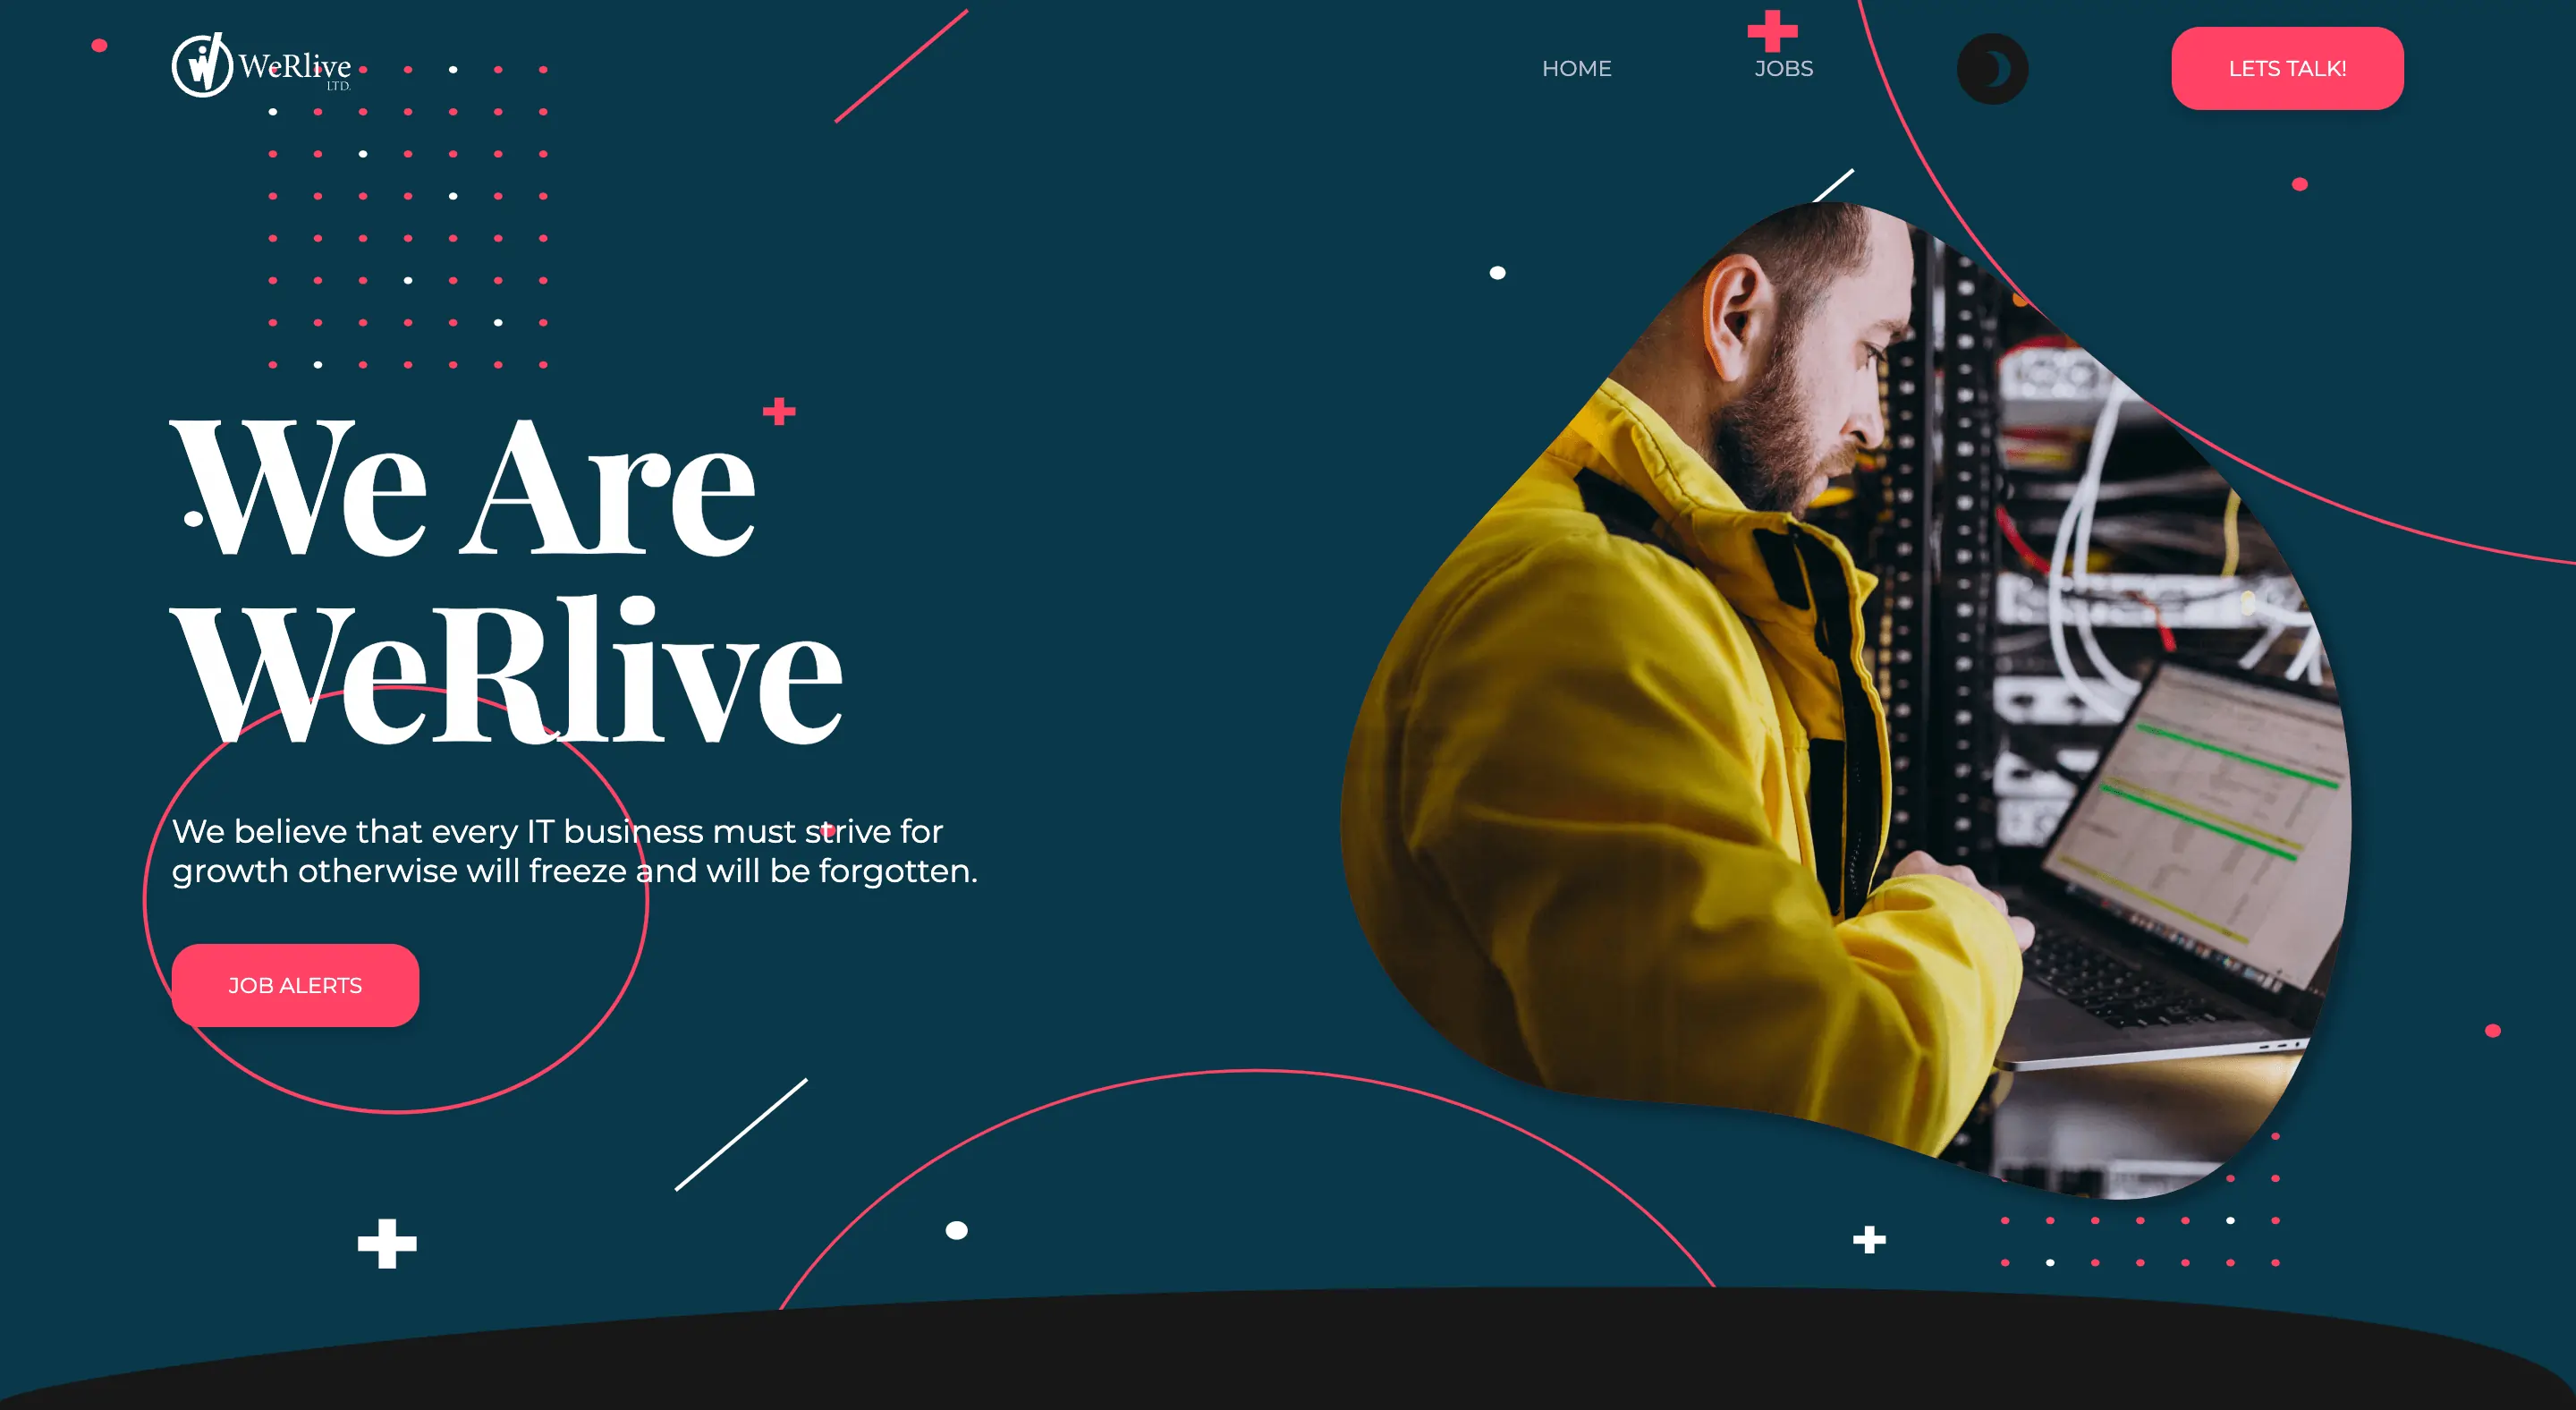 WeRlive
LTD.
HOME
JOBS
LETS TALK!
We Are
WeRlive
We believe that every IT business must strive for
growth otherwise will freeze and will be forgotten.
JOB ALERTS